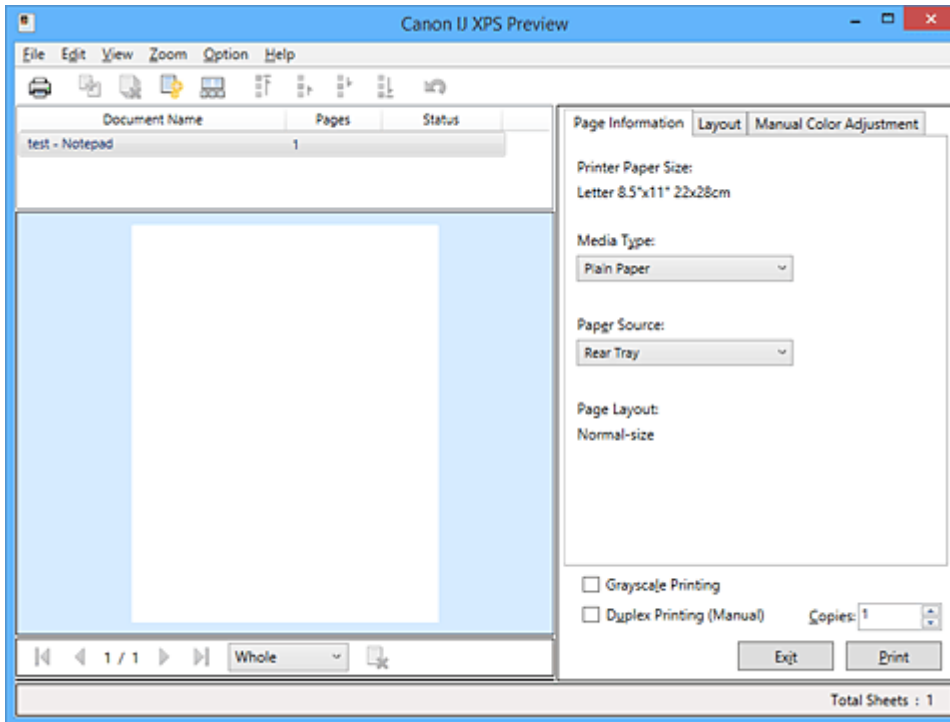 Canon IJ XPS Preview
File Edit View Zoom Option Help
Document Name Pages Status
test - Notepad 1
Page Information Layout Manual Color Adjustment
Printer Paper Size:
Letter 8.5"x11" 22x28cm
Media Type:
Plain Paper
Paper Source:
Rear Tray
Page Layout:
Normal-size
Grayscale Printing
Duplex Printing (Manual) Copies: 1
1 / 1 Whole
Exit Print
Total Sheets : 1